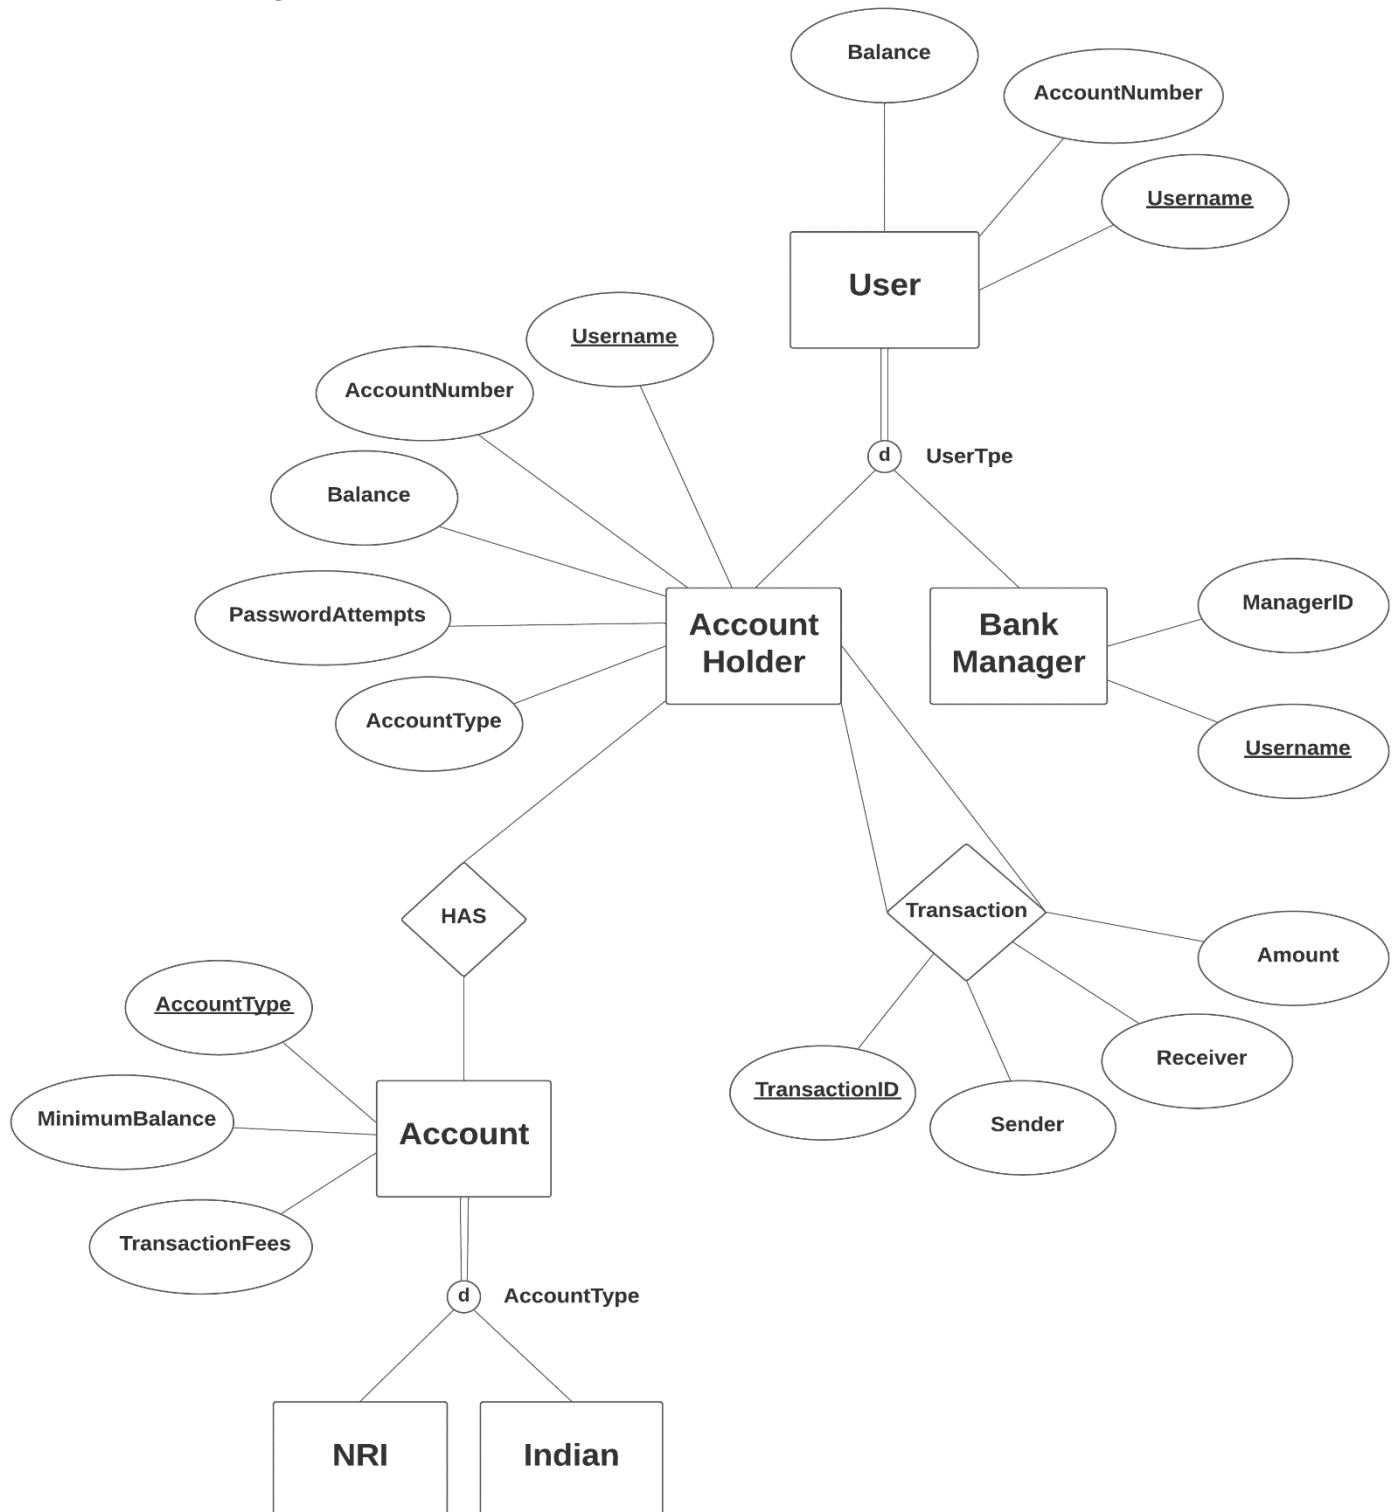 Balance
AccountNumber
Username
User
Username
AccountNumber
UserTpe
d
Balance
PasswordAttempts
AccountType
Account
Holder
Bank
Manager
ManagerID
Username
HAS
Transaction
Amount
AccountType
Receiver
TransactionID
Sender
MinimumBalance
Account
TransactionFees
d
AccountType
NRI
Indian